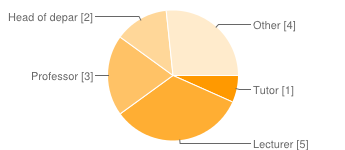 Head of depar [2]
Other [4]
Professor [3]
Tutor [1]
Lecturer [5]